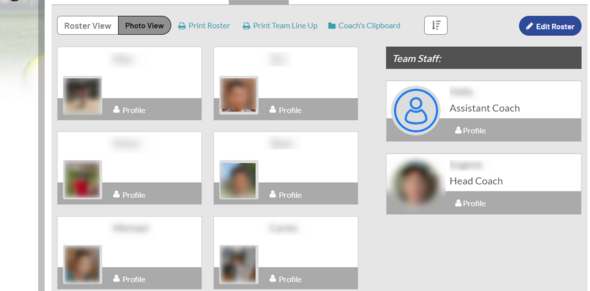 Roster View Photo View Print Roster Print Team Line Up Coach's Clipboard Edit Roster
Team Staff:
Profile Profile
Assistant Coach
Profile
Profile Profile
Head Coach
Profile
Profile Profile